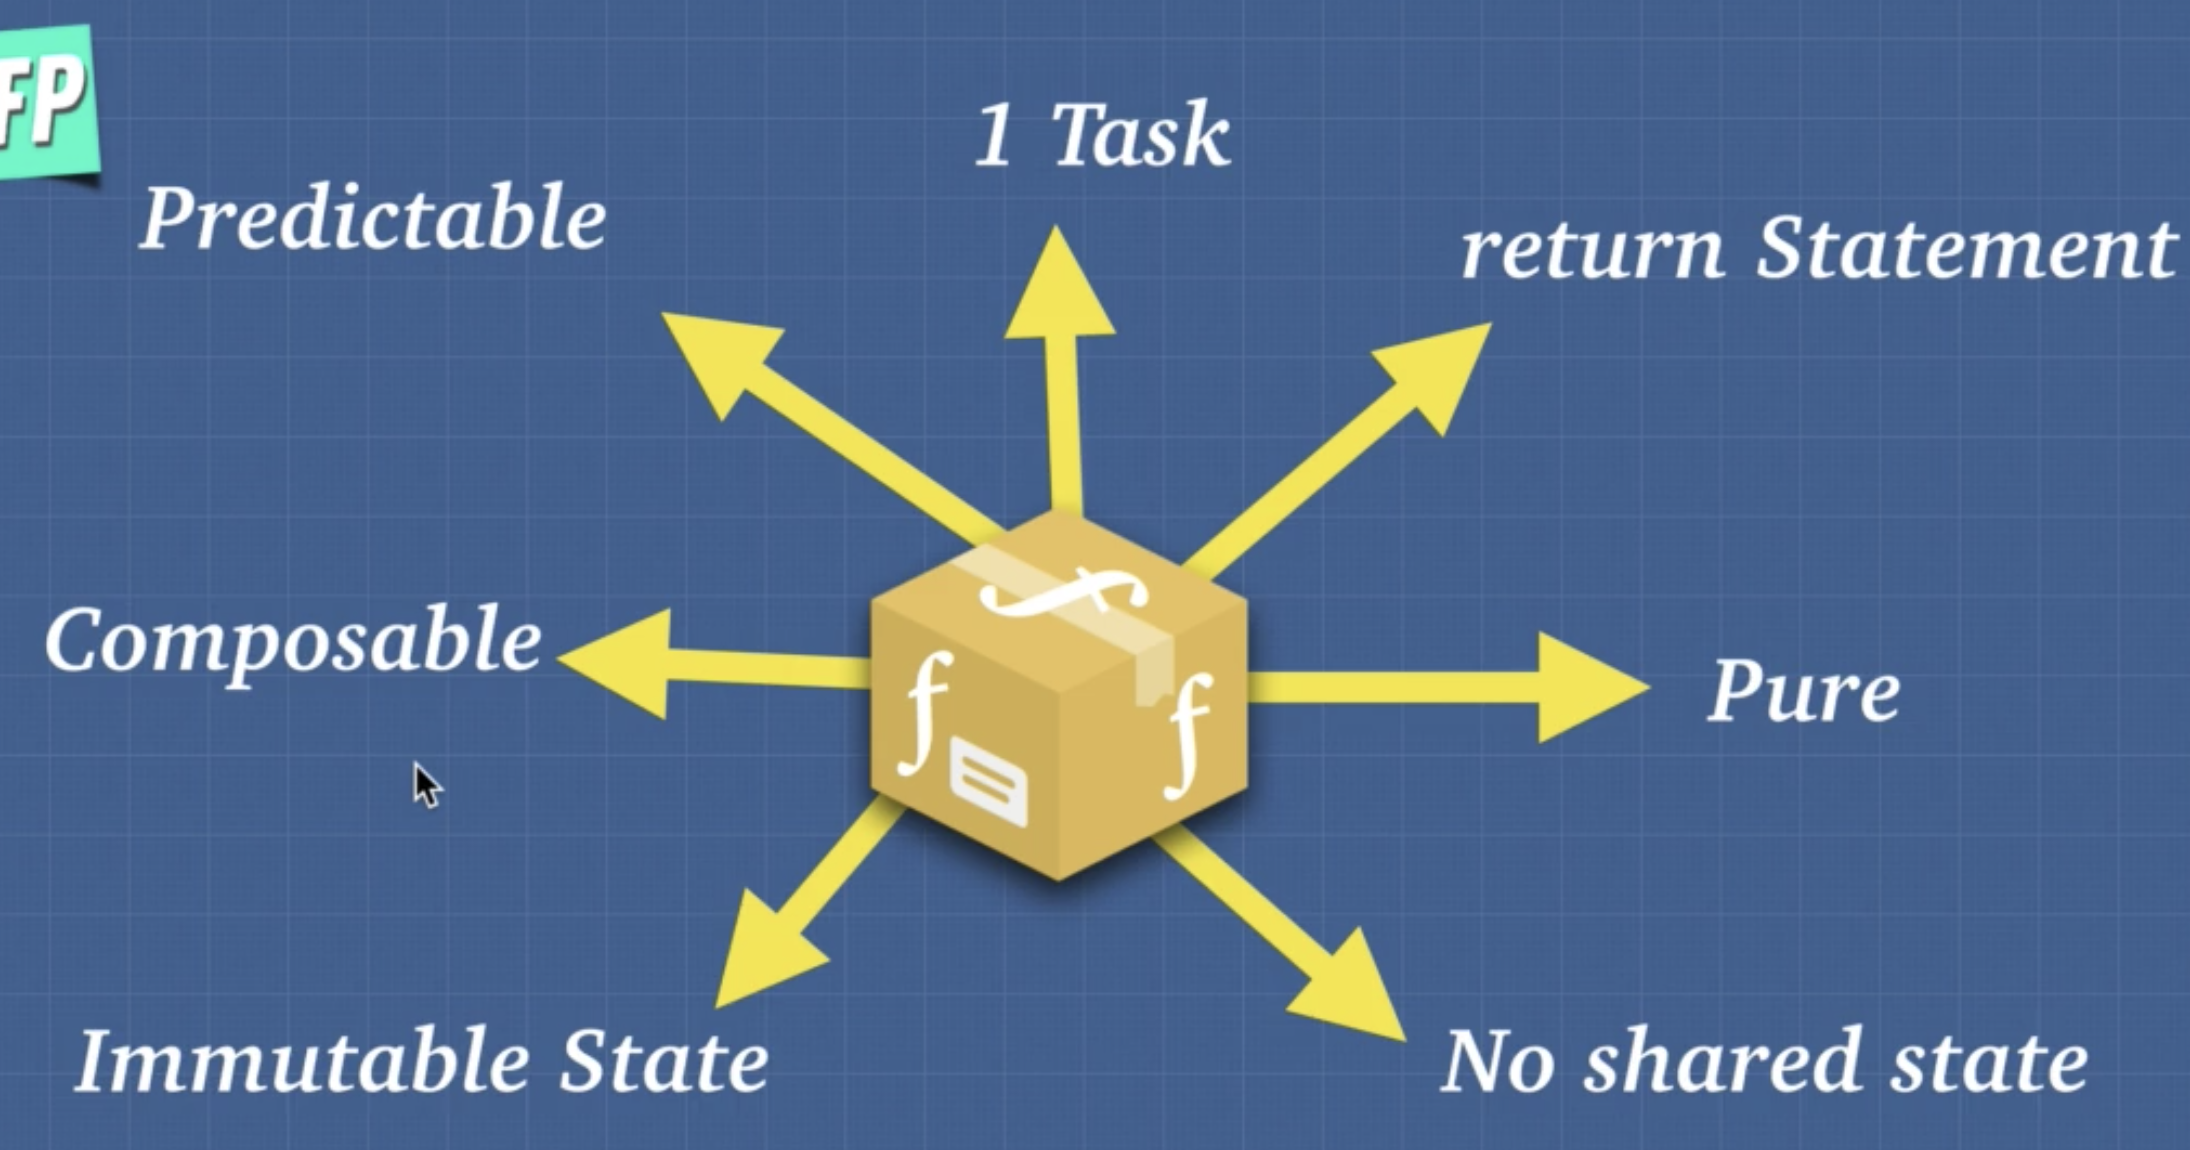 FP
1 Task
Predictable
return Statement
Composable
Pure
Immutable State
No shared state
f
f
f